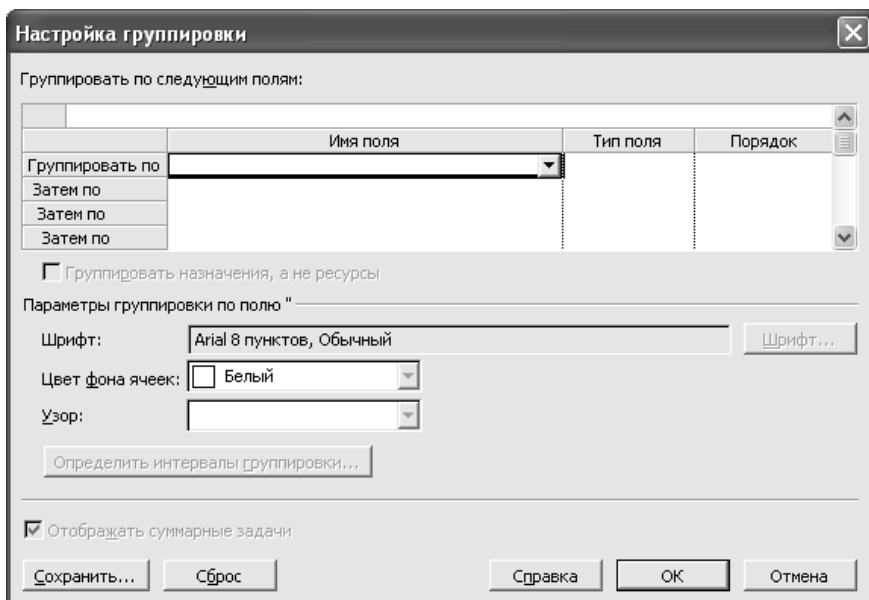 Настройка группировки
Группировать по следующим полям:
Имя поля Тип поля Порядок
Группировать по
Затем по
Затем по
Затем по
Группировать назначения, а не ресурсы
Параметры группировки по полю "
Шрифт: Arial 8 пунктов, Обычный Шрифт...
Цвет фона ячеек: Белый
Узор:
Определить интервалы группировки...
Отображать суммарные задачи
Сохранить... Сброс Справка ОК Отмена